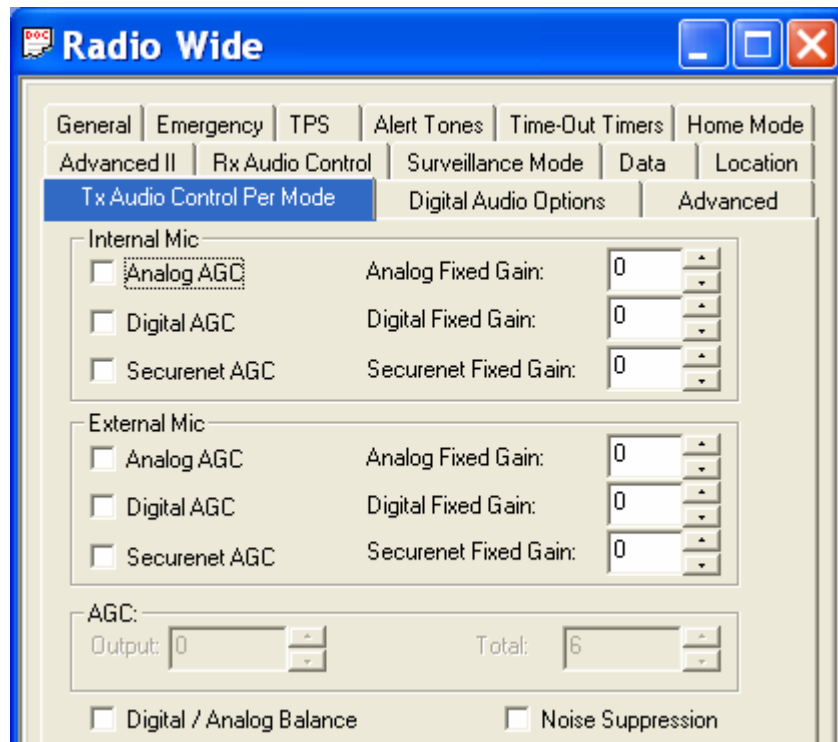 DOC
Radio Wide
General Emergency TPS Alert Tones Time-Out Timers Home Mode
Advanced II Rx Audio Control Surveillance Mode Data Location
Tx Audio Control Per Mode Digital Audio Options Advanced
Internal Mic
Analog AGC Analog Fixed Gain: 0
Digital AGC Digital Fixed Gain: 0
Securenet AGC Securenet Fixed Gain: 0
External Mic
Analog AGC Analog Fixed Gain: 0
Digital AGC Digital Fixed Gain: 0
Securenet AGC Securenet Fixed Gain: 0
AGC:
Output: 0 Total: 6
Digital / Analog Balance Noise Suppression